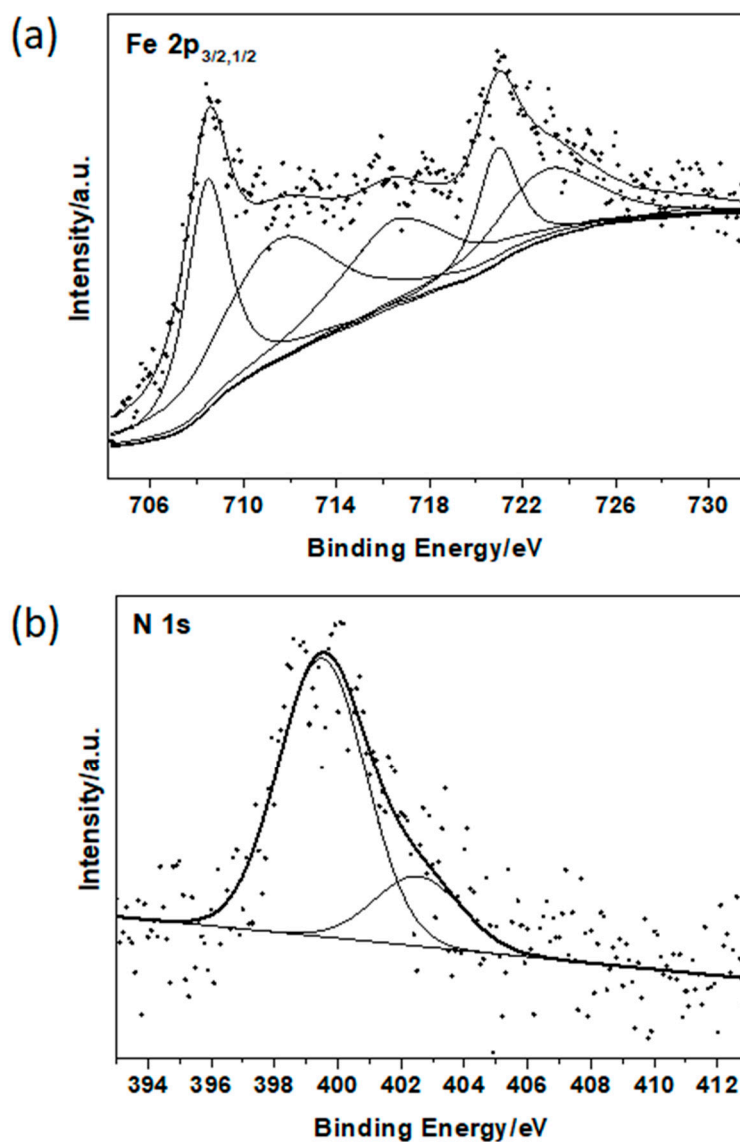 (a)
Fe 2p3/2,1/2
Intensity/a.u.
706 710 714 718 722 726 730
Binding Energy/eV
(b)
N 1s
Intensity/a.u.
394 396 398 400 402 404 406 408 410 412
Binding Energy/eV